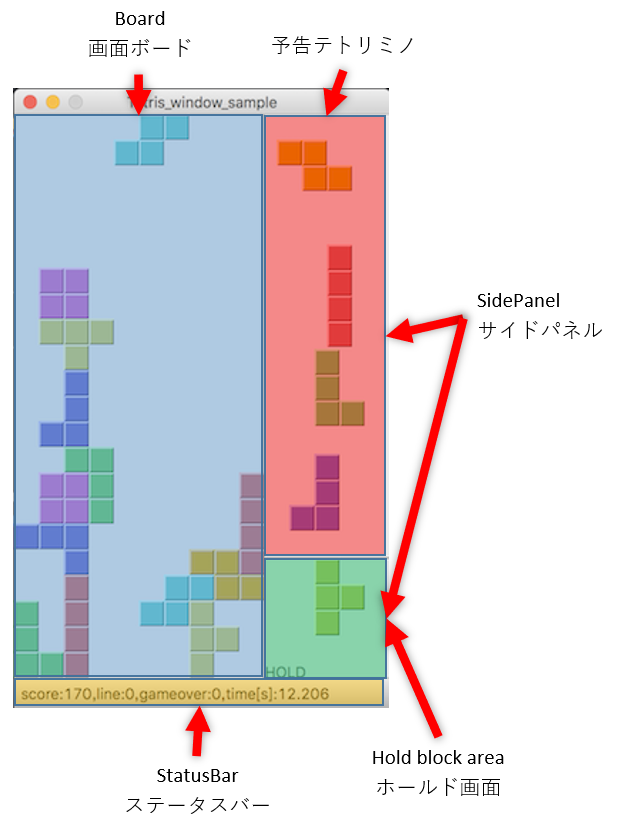 Board
画面ボード
予告テトリミノ
tetris_window_sample
SidePanel
サイドパネル
HOLD
score:170,line:0,gameover:0,time[s]:12.206
Hold block area
ホールド画面
StatusBar
ステータスバー